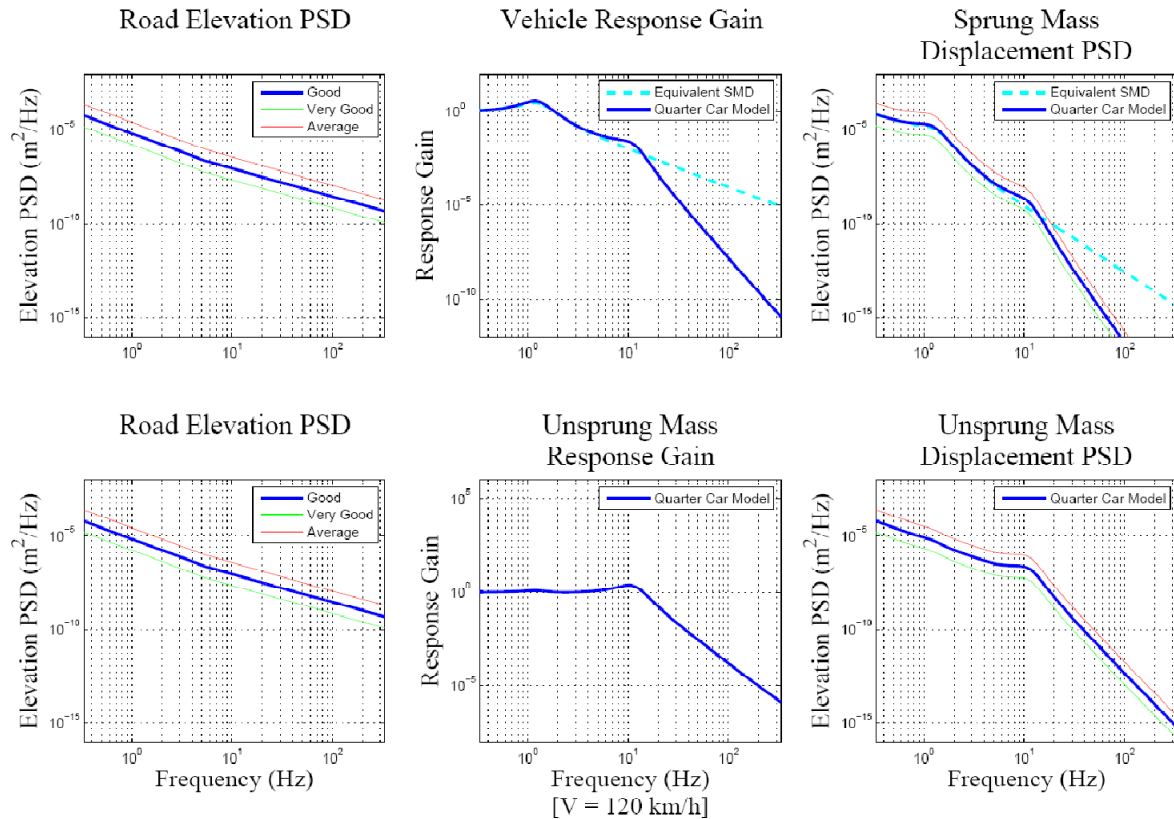 Road Elevation PSD
Elevation PSD (m²/Hz)
10⁻⁵
10⁻¹⁰
10⁻¹⁵
10⁰
10¹
10²
Good
Very Good
Average
Vehicle Response Gain
Response Gain
10⁰
10⁻⁵
10⁻¹⁰
10⁰
10¹
10²
Equivalent SMD
Quarter Car Model
Sprung Mass
Displacement PSD
Elevation PSD (m²/Hz)
10⁻⁵
10⁻¹⁰
10⁻¹⁵
10⁰
10¹
10²
Equivalent SMD
Quarter Car Model
Road Elevation PSD
Elevation PSD (m²/Hz)
10⁻⁵
10⁻¹⁰
10⁻¹⁵
10⁰
10¹
10²
Good
Very Good
Average
Frequency (Hz)
Unsprung Mass
Response Gain
Response Gain
10⁵
10⁰
10⁻⁵
10⁰
10¹
10²
Quarter Car Model
Frequency (Hz)
[V = 120 km/h]
Unsprung Mass
Displacement PSD
Elevation PSD (m²/Hz)
10⁻⁵
10⁻¹⁰
10⁻¹⁵
10⁰
10¹
10²
Quarter Car Model
Frequency (Hz)